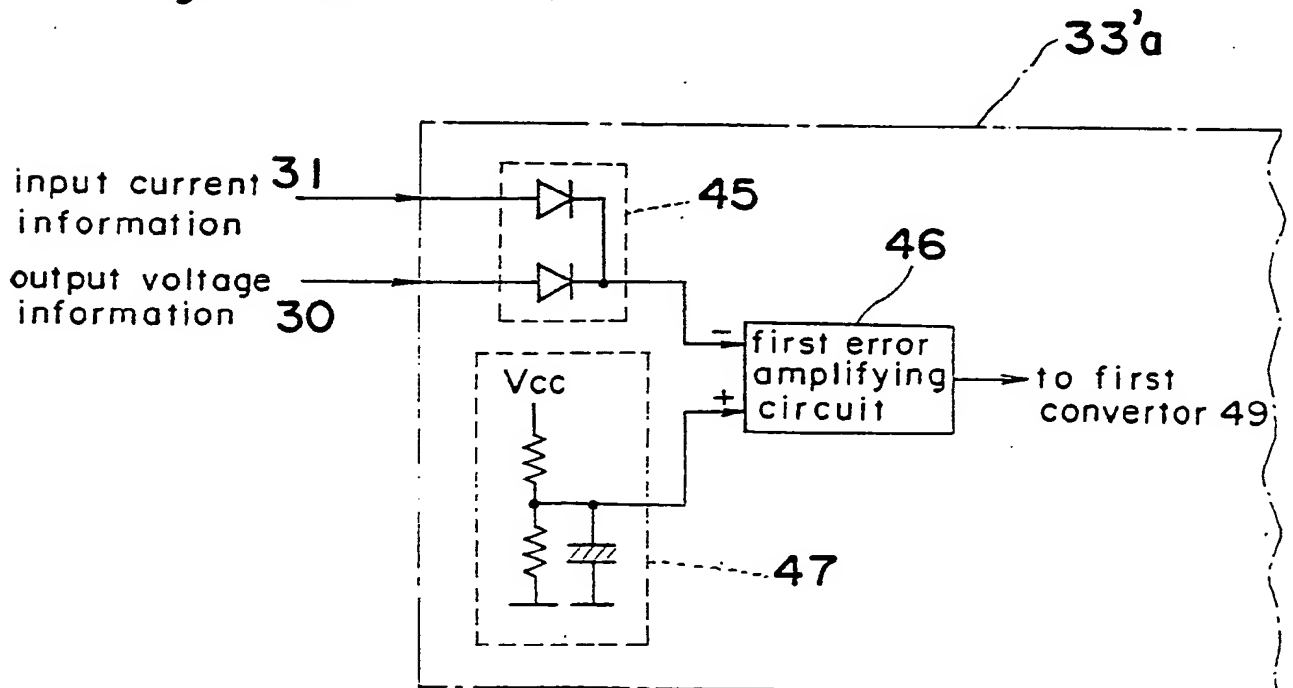 33'a
input current 31
information
output voltage
information 30
45
46
−
first error
amplifying
circuit
+
to first
convertor 49
Vcc
47